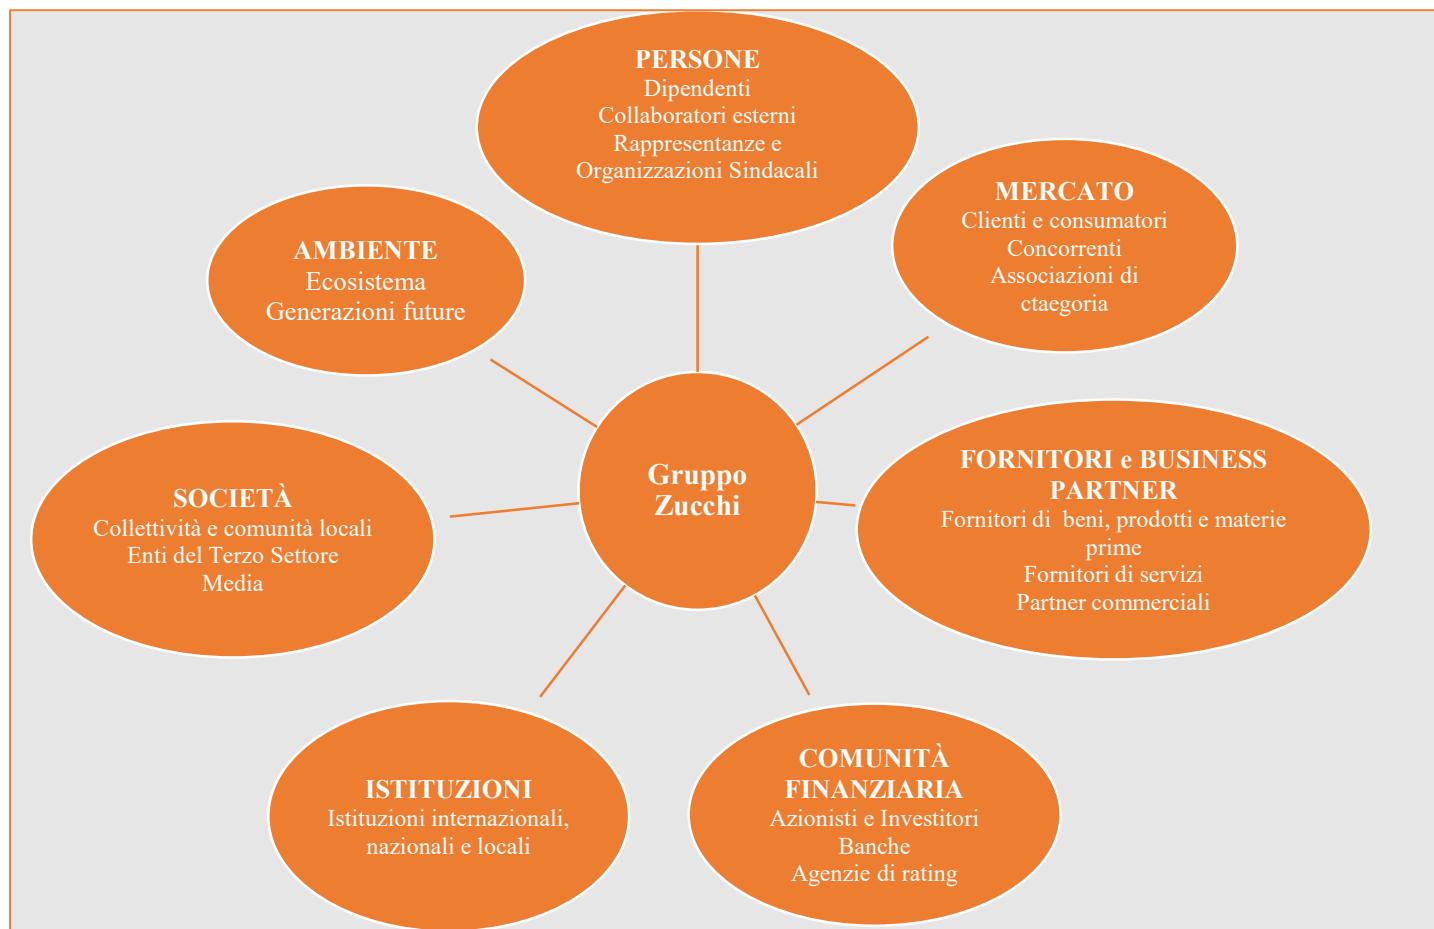 PERSONE
Dipendenti
Collaboratori esterni
Rappresentanze e
Organizzazioni Sindacali
MERCATO
Clienti e consumatori
Concorrenti
Associazioni di
ctaegoria
AMBIENTE
Ecosistema
Generazioni future
Gruppo
Zucchi
FORNITORI e BUSINESS
PARTNER
Fornitori di  beni, prodotti e materie
prime
Fornitori di servizi
Partner commerciali
SOCIETÀ
Collettività e comunità locali
Enti del Terzo Settore
Media
ISTITUZIONI
Istituzioni internazionali,
nazionali e locali
COMUNITÀ
FINANZIARIA
Azionisti e Investitori
Banche
Agenzie di rating